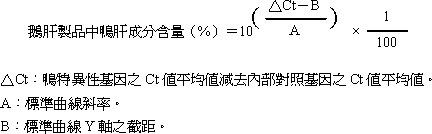 鵝肝製品中鴨肝成分含量（%）＝10^( (△Ct－B) / A ) × 1/100
△Ct：鴨特異性基因之 Ct 值平均值減去內部對照基因之 Ct 值平均值。
A：標準曲線斜率。
B：標準曲線 Y 軸之截距。